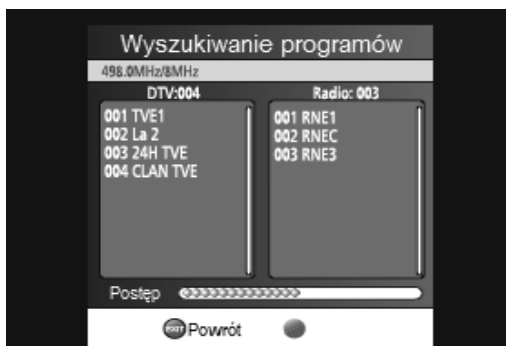 Wyszukiwanie programów
498.0MHz/8MHz
DTV:004
001 TVE1
002 La 2
003 24H TVE
004 CLAN TVE
Radio: 003
001 RNE1
002 RNEC
003 RNE3
Postęp
EXIT Powrót